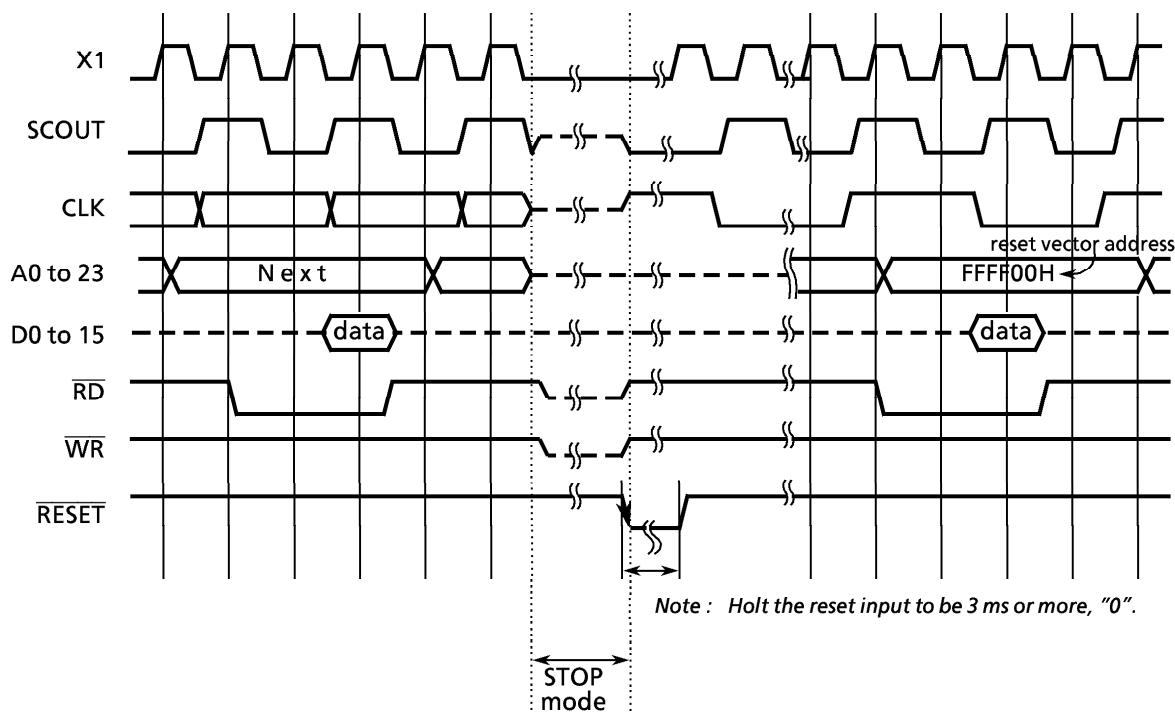 X1
SCOUT
CLK
reset vector address
A0 to 23
N e x t
FFFF00H
D0 to 15
data
data
RD
WR
RESET
Note : Holt the reset input to be 3 ms or more, "0".
STOP
mode